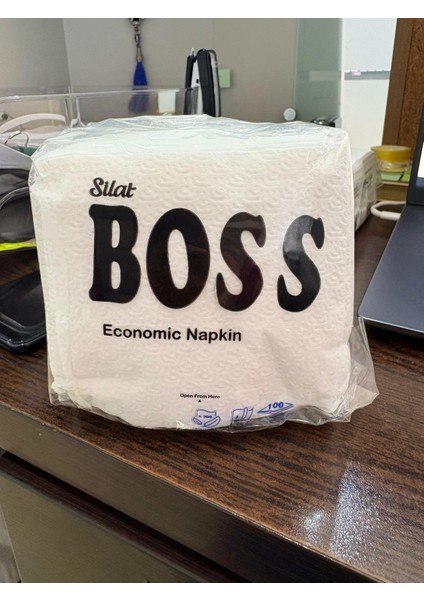 Silat
BOSS
Economic Napkin
Open From Here
100